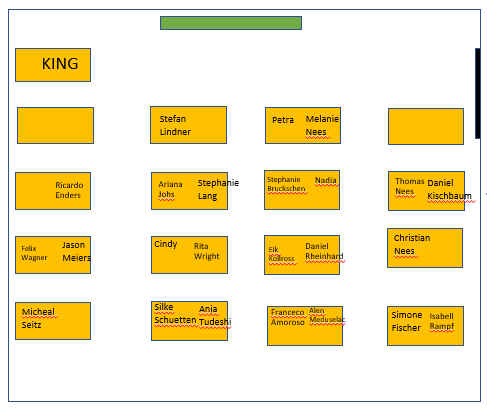 KING
Stefan
Lindner
Petra
Melanie
Nees
Ricardo
Enders
Ariana
Johs
Stephanie
Lang
Stephanie
Bruckschen
Nadia
Thomas
Nees
Daniel
Kischbaum
Felix
Wagner
Jason
Meiers
Cindy
Rita
Wright
Eik
Kollross
Daniel
Rheinhard
Christian
Nees
Micheal
Seitz
Silke
Schuetten
Anja
Tudeshi
Franceco
Amoroso
Alen
Meduselac
Simone
Fischer
Isabell
Rampf